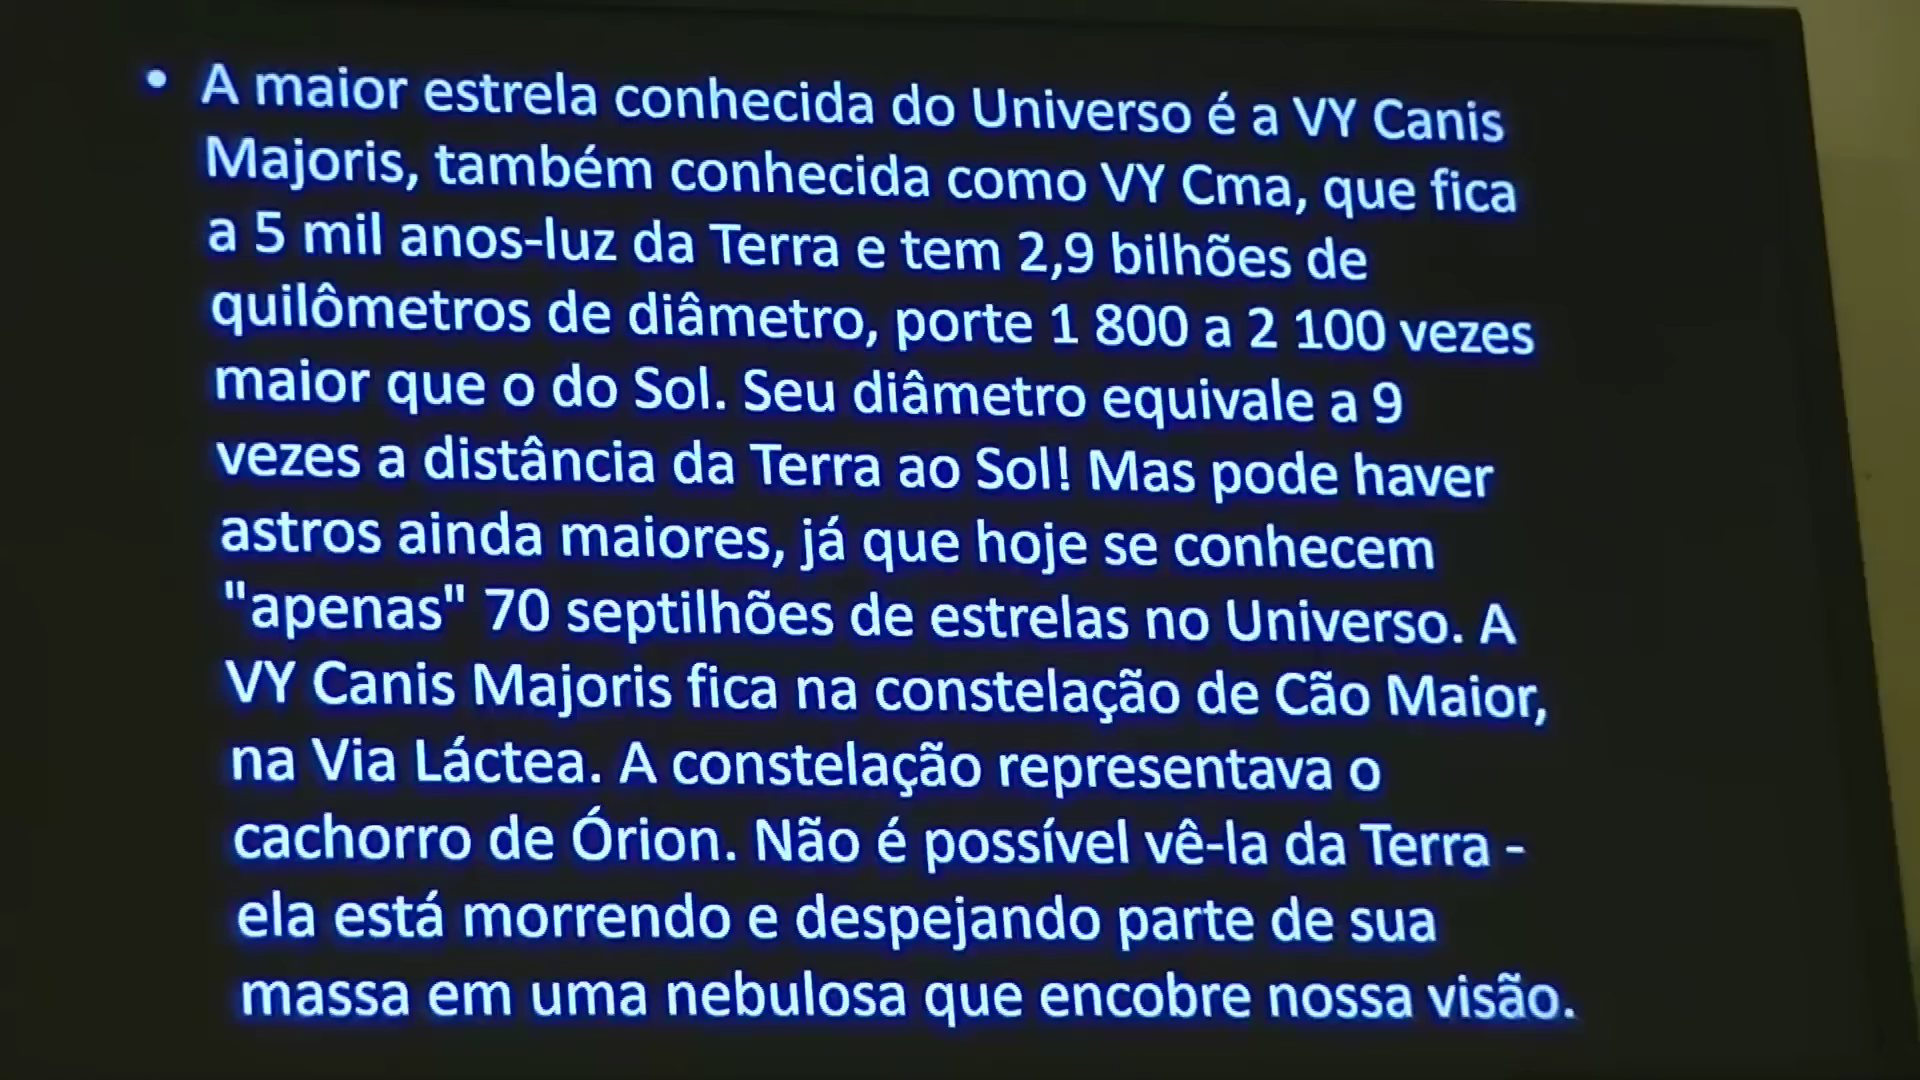 • A maior estrela conhecida do Universo é a VY Canis
Majoris, também conhecida como VY Cma, que fica
a 5 mil anos-luz da Terra e tem 2,9 bilhões de
quilômetros de diâmetro, porte 1 800 a 2 100 vezes
maior que o do Sol. Seu diâmetro equivale a 9
vezes a distância da Terra ao Sol! Mas pode haver
astros ainda maiores, já que hoje se conhecem
"apenas" 70 septilhões de estrelas no Universo. A
VY Canis Majoris fica na constelação de Cão Maior,
na Via Láctea. A constelação representava o
cachorro de Órion. Não é possível vê-la da Terra -
ela está morrendo e despejando parte de sua
massa em uma nebulosa que encobre nossa visão.